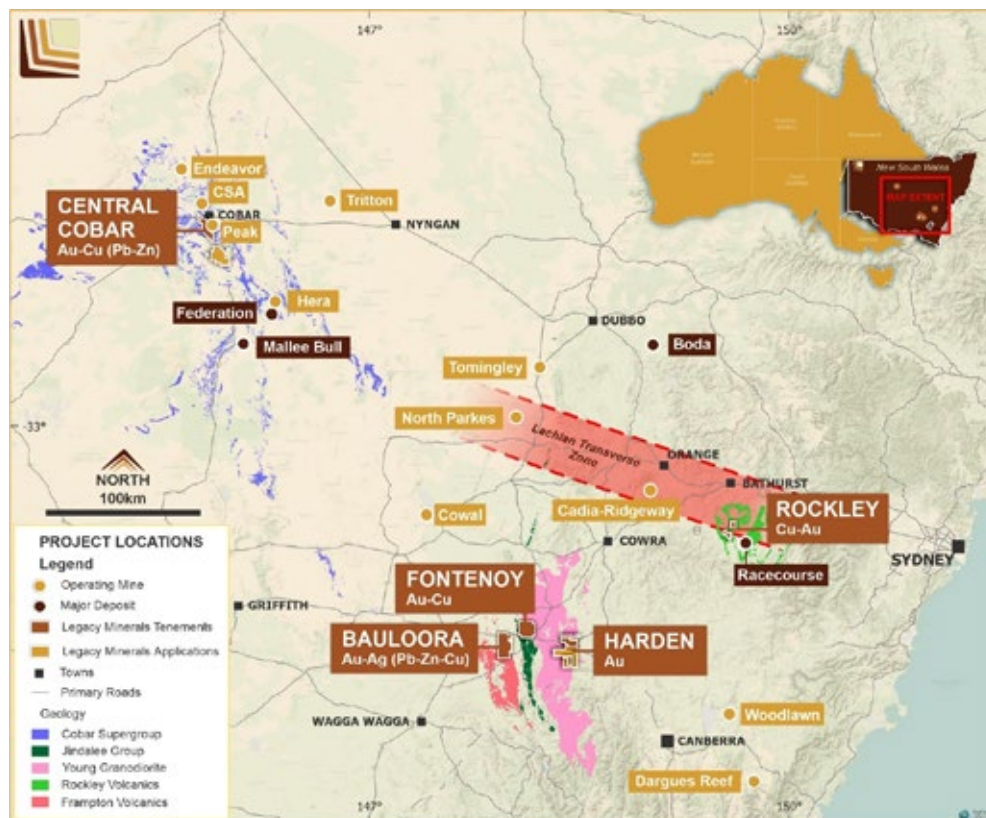 147°
150°
New South Wales
MAP EXTENT
Endeavor
CSA
COBAR
CENTRAL
COBAR
Au-Cu (Pb-Zn)
Peak
Tritton
NYNGAN
Hera
Federation
Mallee Bull
DUBBO
Boda
Tomingley
North Parkes
-33°
Lachlan Transverse
Zone
ORANGE
BATHURST
NORTH
100km
Cowal
Cadia-Ridgeway
ROCKLEY
Cu-Au
COWRA
SYDNEY
Racecourse
FONTENOY
Au-Cu
GRIFFITH
BAULOORA
Au-Ag (Pb-Zn-Cu)
HARDEN
Au
WAGGA WAGGA
Woodlawn
CANBERRA
Dargues Reef
147°
150°
PROJECT LOCATIONS
Legend
Operating Mine
Major Deposit
Legacy Minerals Tenements
Legacy Minerals Applications
Towns
Primary Roads
Geology
Cobar Supergroup
Jindalee Group
Young Granodiorite
Rockley Volcanics
Frampton Volcanics